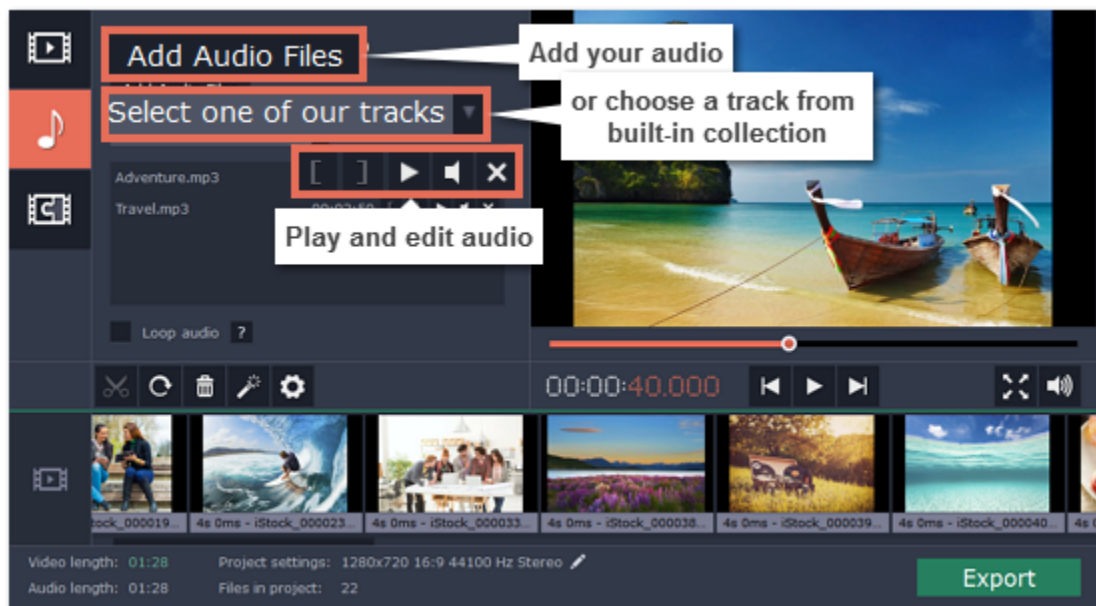 Add Audio Files
Add your audio
Select one of our tracks
or choose a track from
built-in collection
Adventure.mp3
[ ]
Travel.mp3
Play and edit audio
Loop audio ?
00:00:40.000
tock_000019...
4s 0ms - iStock_000023...
4s 0ms - iStock_000033...
4s 0ms - iStock_000038...
4s 0ms - iStock_000039...
4s 0ms - iStock_000040...
4s
Video length: 01:28
Project settings: 1280x720 16:9 44100 Hz Stereo
Audio length: 01:28
Files in project: 22
Export